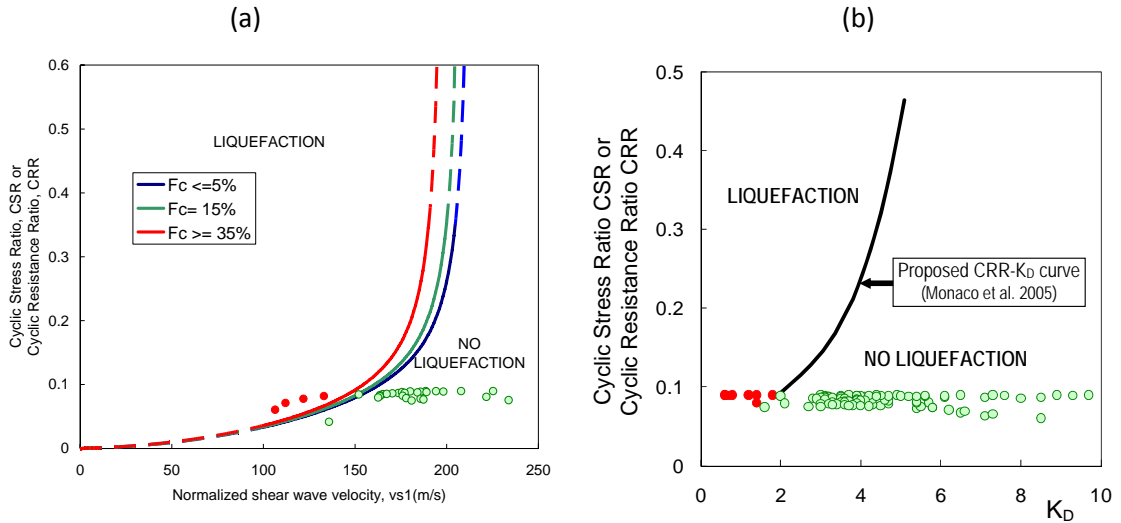 (a)
0.6
0.5
0.4
0.3
0.2
0.1
0
Cyclic Stress Ratio, CSR or
Cyclic Resistance Ratio, CRR
LIQUEFACTION
Fc <=5%
Fc= 15%
Fc >= 35%
NO
LIQUEFACTION
0
50
100
150
200
250
Normalized shear wave velocity, vs1(m/s)
(b)
0.5
0.4
0.3
0.2
0.1
0
Cyclic Stress Ratio CSR or
Cyclic Resistance Ratio CRR
LIQUEFACTION
Proposed CRR-KD curve
(Monaco et al. 2005)
NO LIQUEFACTION
0
2
4
6
8
10
KD